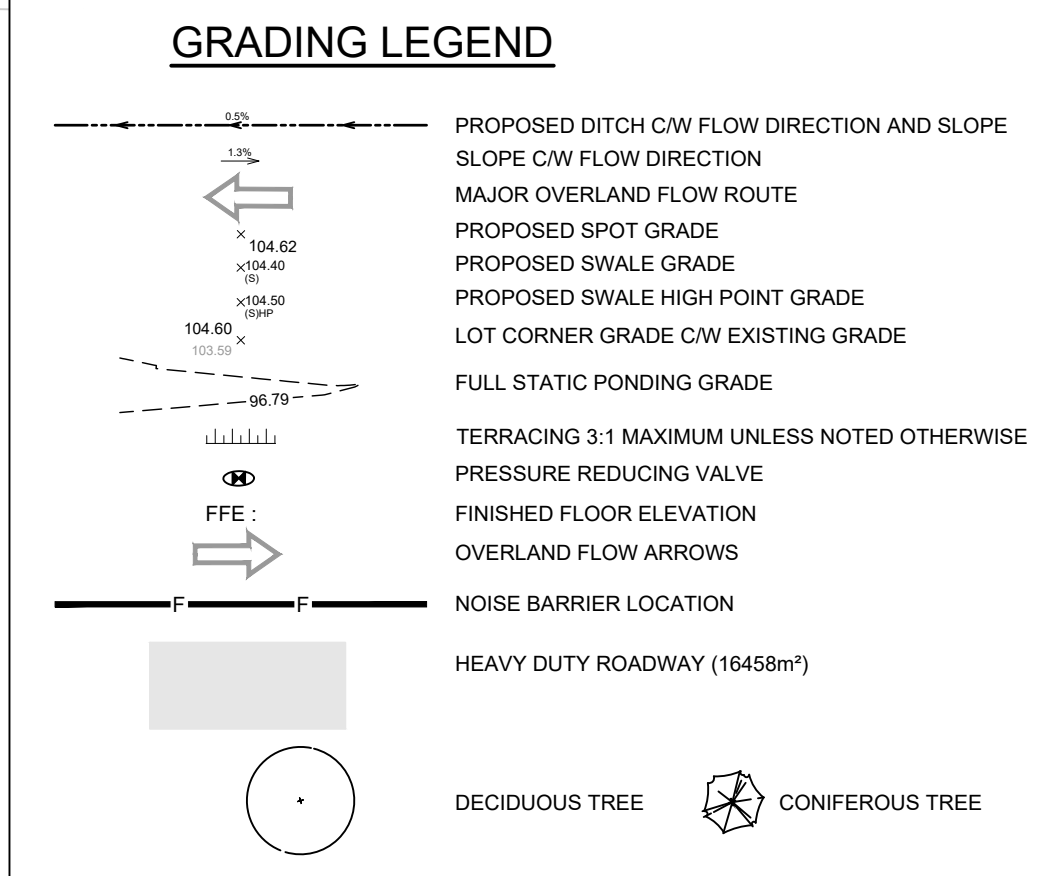 GRADING LEGEND
0.5% PROPOSED DITCH C/W FLOW DIRECTION AND SLOPE
1.3% SLOPE C/W FLOW DIRECTION
MAJOR OVERLAND FLOW ROUTE
PROPOSED SPOT GRADE
104.62
104.40 PROPOSED SWALE GRADE
(S)
104.50 PROPOSED SWALE HIGH POINT GRADE
(S)HP
104.60 LOT CORNER GRADE C/W EXISTING GRADE
103.59
FULL STATIC PONDING GRADE
96.79
TERRACING 3:1 MAXIMUM UNLESS NOTED OTHERWISE
PRESSURE REDUCING VALVE
FFE : FINISHED FLOOR ELEVATION
OVERLAND FLOW ARROWS
F F NOISE BARRIER LOCATION
HEAVY DUTY ROADWAY (16458m²)
DECIDUOUS TREE CONIFEROUS TREE